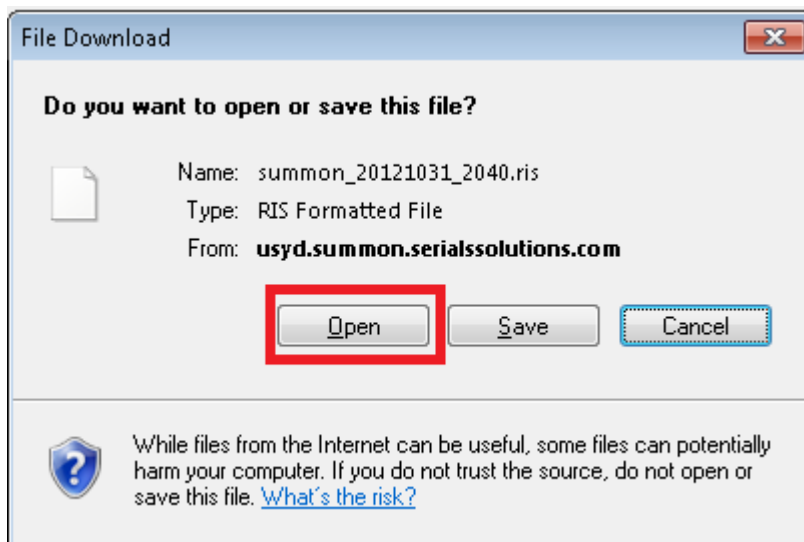 File Download
Do you want to open or save this file?
Name: summon_20121031_2040.ris
Type: RIS Formatted File
From: usyd.summon.serialssolutions.com
Open Save Cancel
While files from the Internet can be useful, some files can potentially
harm your computer. If you do not trust the source, do not open or
save this file. What's the risk?